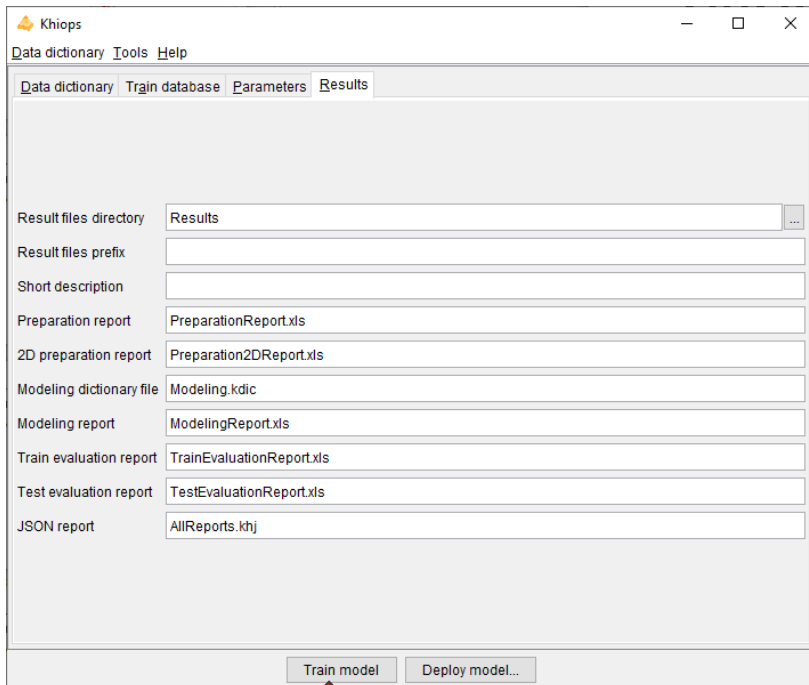 Khiops
Data dictionary Tools Help
Data dictionary Train database Parameters Results
Result files directory Results ...
Result files prefix
Short description
Preparation report PreparationReport.xls
2D preparation report Preparation2DReport.xls
Modeling dictionary file Modeling.kdic
Modeling report ModelingReport.xls
Train evaluation report TrainEvaluationReport.xls
Test evaluation report TestEvaluationReport.xls
JSON report AllReports.khj
Train model Deploy model...